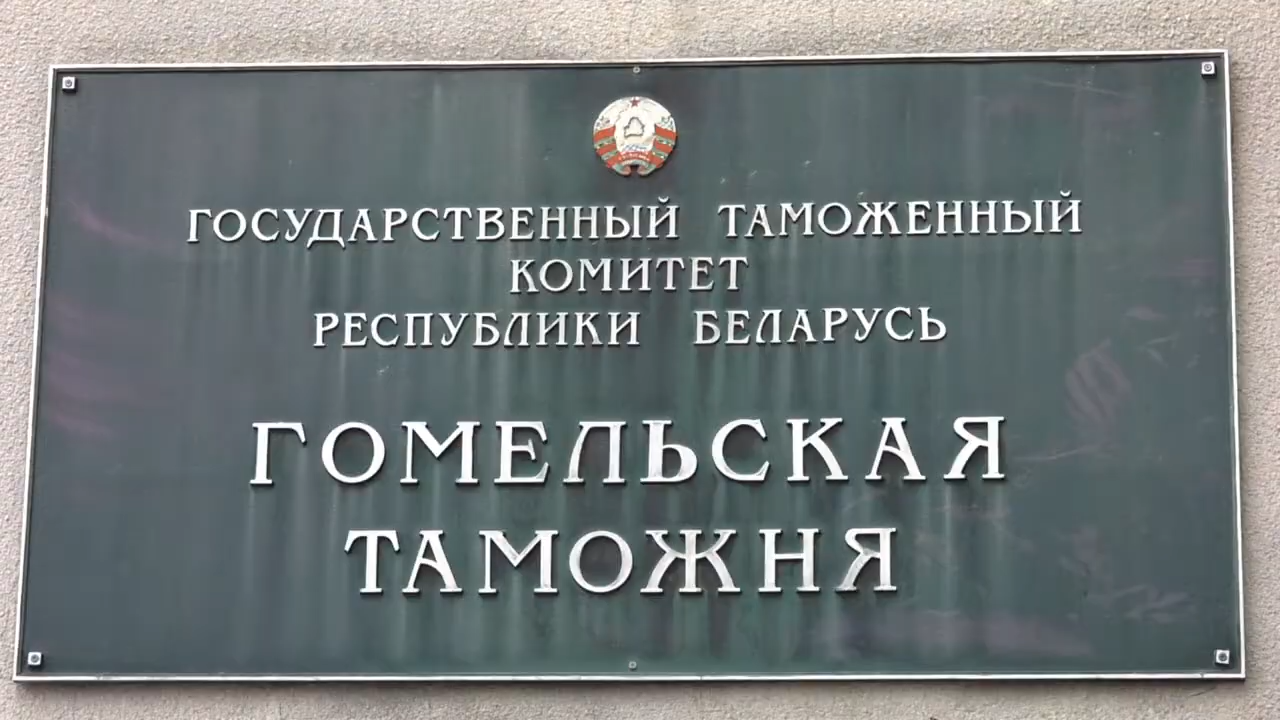 ГОСУДАРСТВЕННЫЙ ТАМОЖЕННЫЙ
КОМИТЕТ
РЕСПУБЛИКИ БЕЛАРУСЬ
ГОМЕЛЬСКАЯ
ТАМОЖНЯ